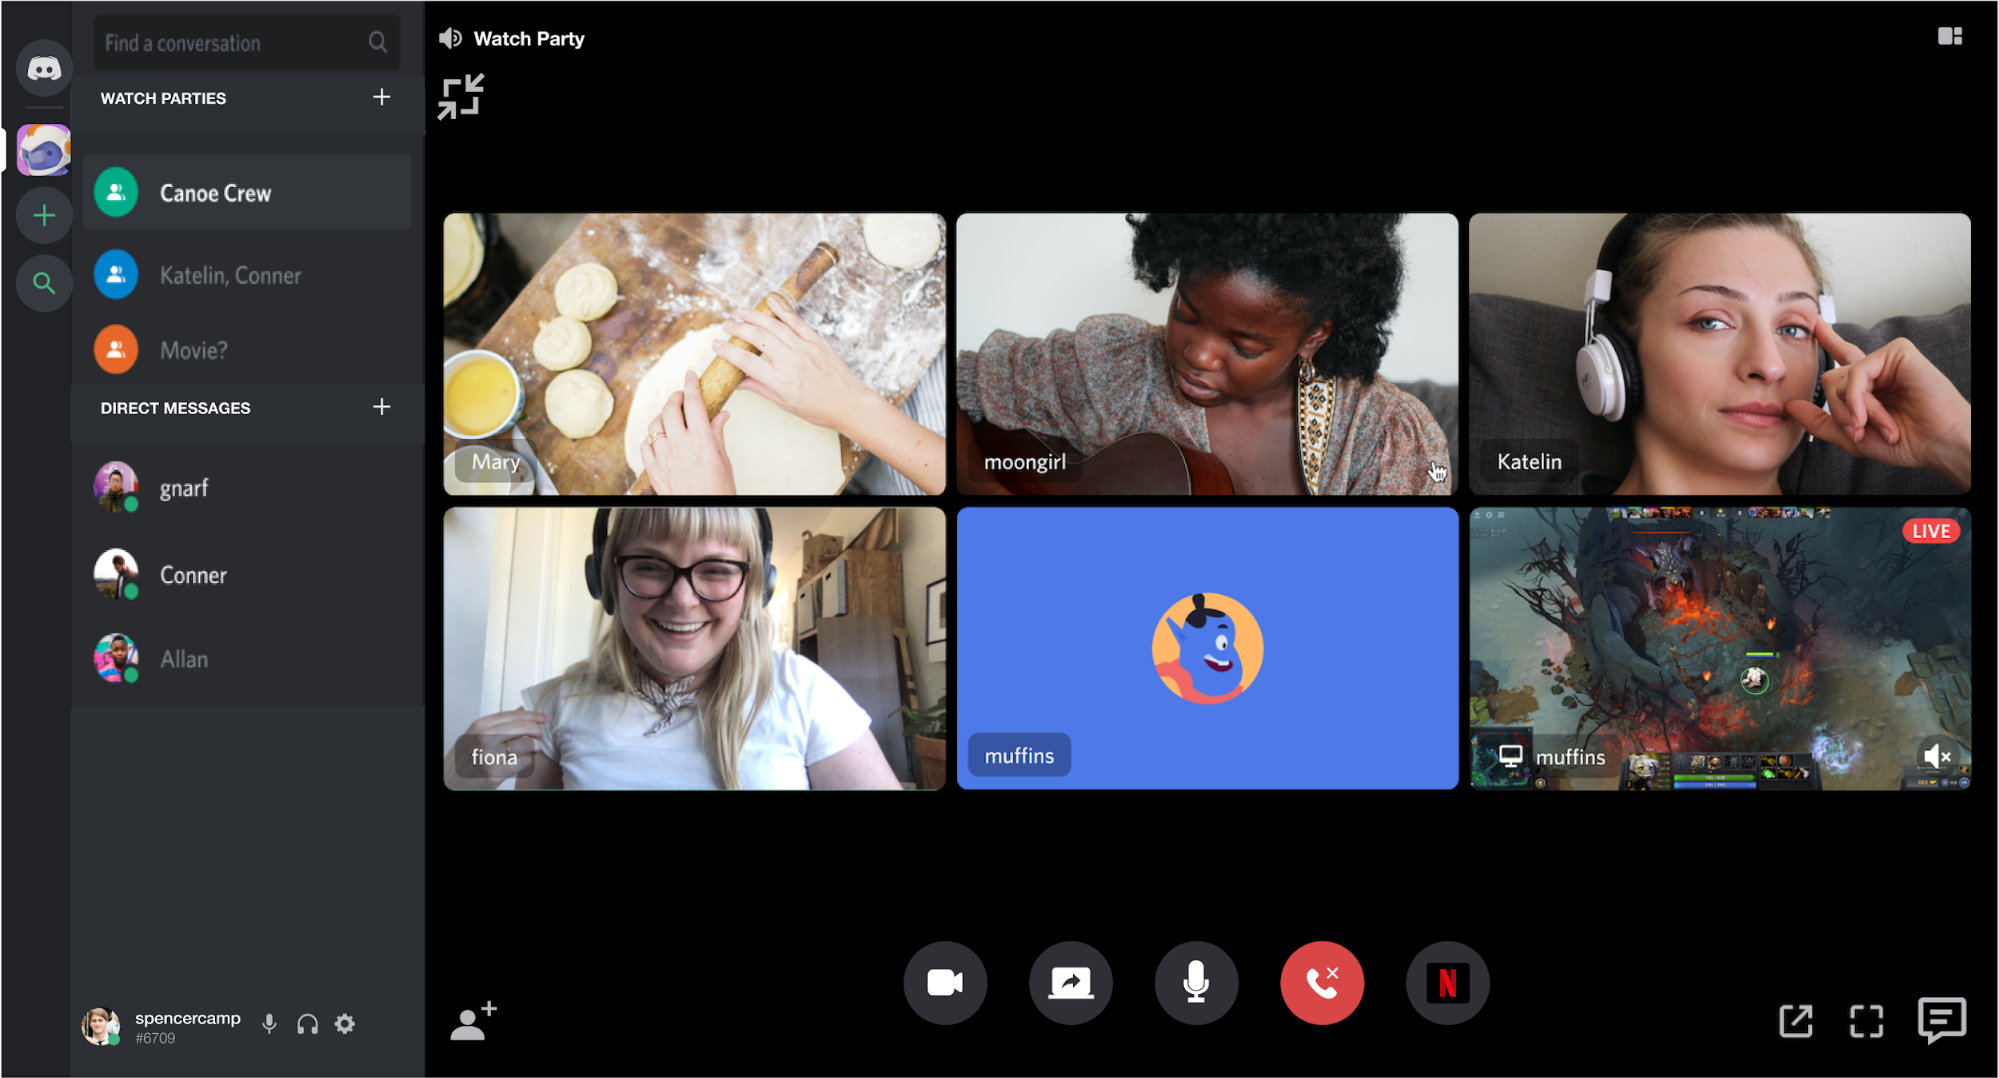 Find a conversation
WATCH PARTIES
Canoe Crew
Katelin, Conner
Movie?
DIRECT MESSAGES
gnarf
Conner
Allan
spencercamp
#6709
Watch Party
Mary
moongirl
Katelin
fiona
muffins
LIVE
muffins
N